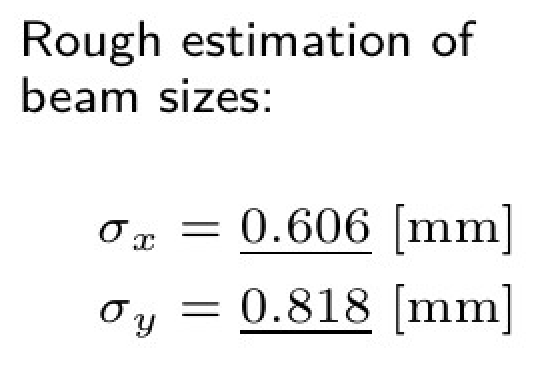 Rough estimation of
beam sizes:
σx = 0.606 [mm]
σy = 0.818 [mm]